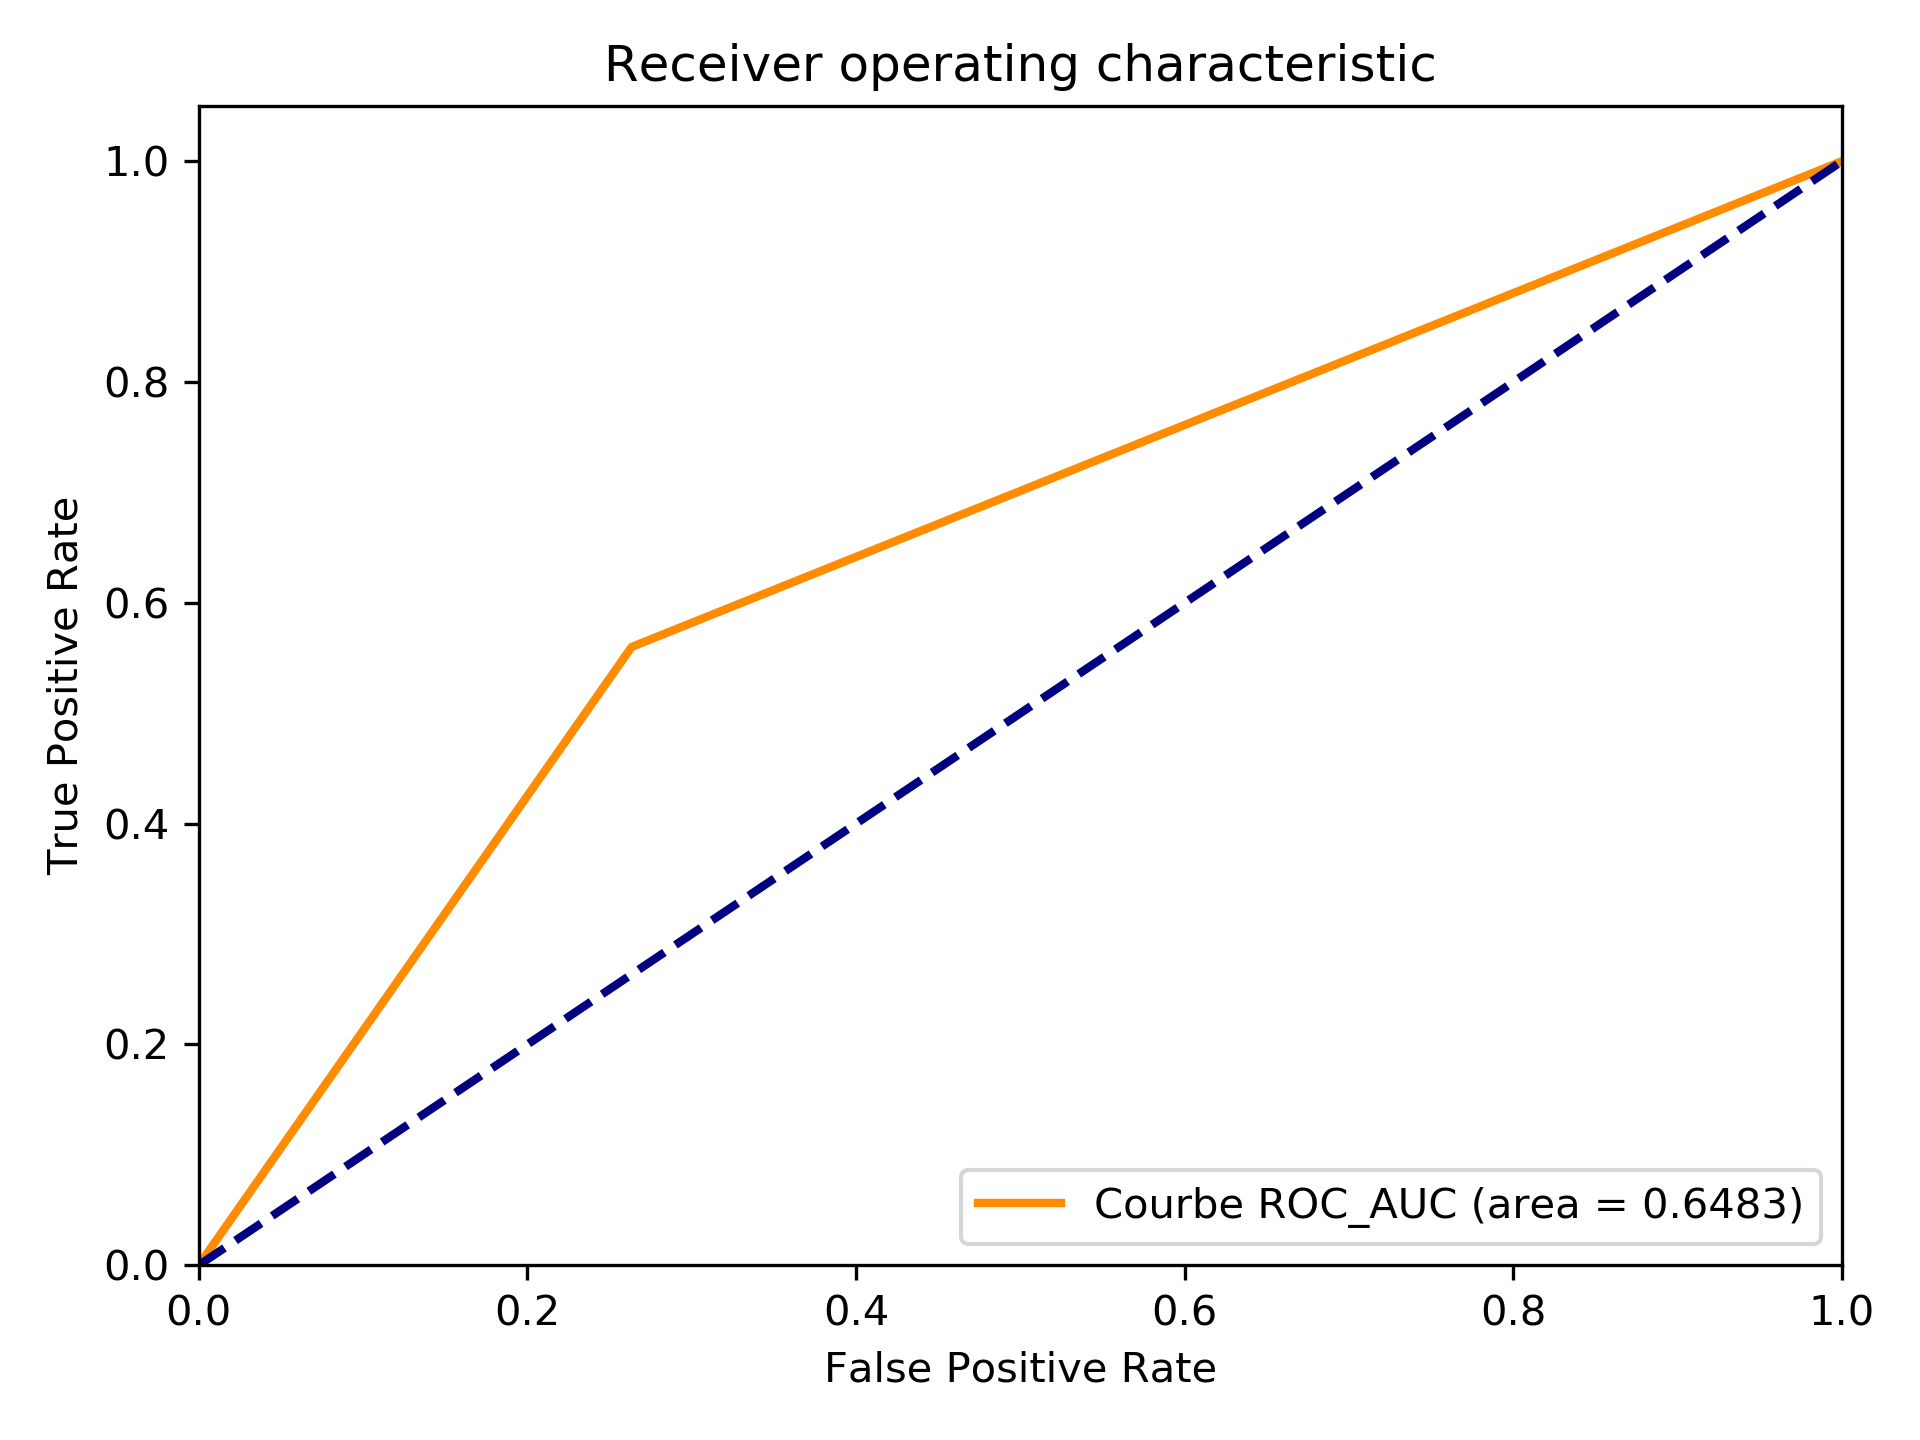 Receiver operating characteristic
True Positive Rate
1.0
0.8
0.6
0.4
0.2
0.0
Courbe ROC_AUC (area = 0.6483)
0.0 0.2 0.4 0.6 0.8 1.0
False Positive Rate